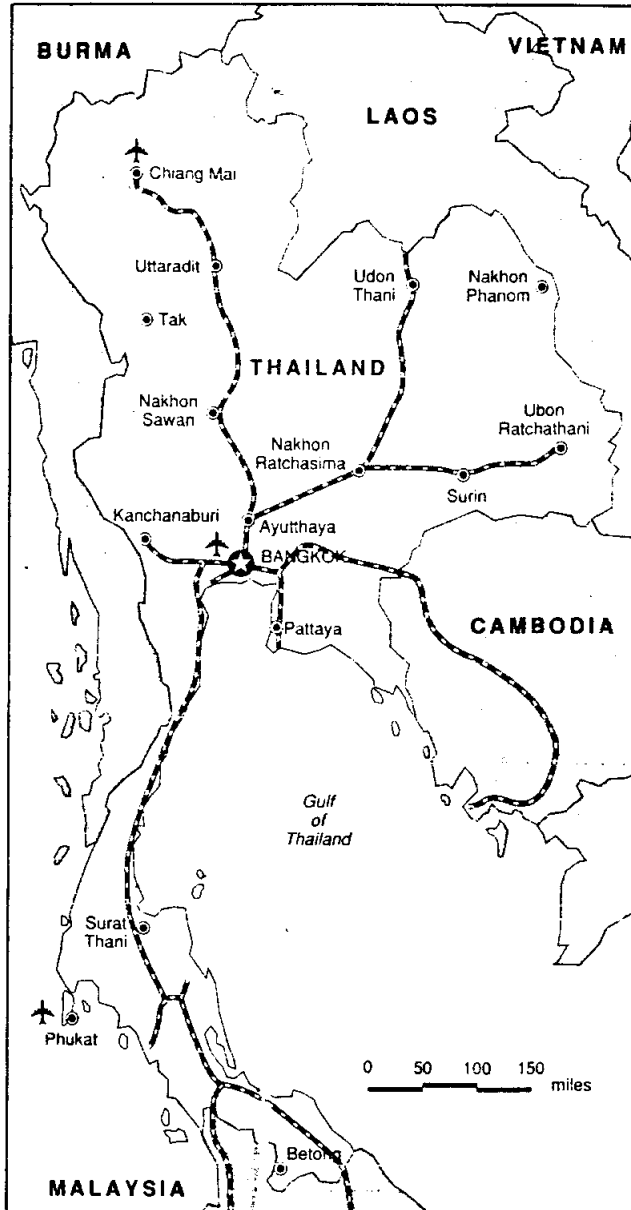 BURMA
VIETNAM
LAOS
Chiang Mai
Uttaradit
Udon
Thani
Nakhon
Phanom
Tak
THAILAND
Nakhon
Sawan
Ubon
Ratchathani
Nakhon
Ratchasima
Surin
Kanchanaburi
Ayutthaya
BANGKOK
Pattaya
CAMBODIA
Gulf
of
Thailand
Surat
Thani
Phukat
0 50 100 150
miles
Betong
MALAYSIA